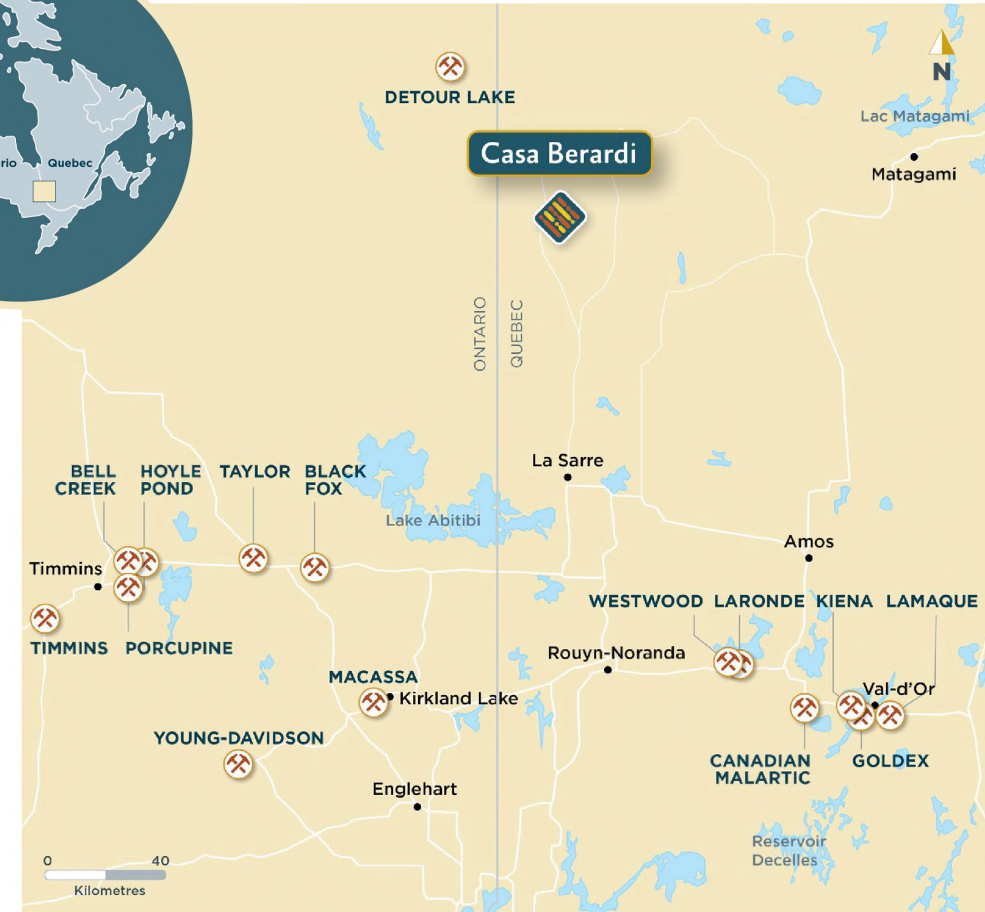 DETOUR LAKE
N
Lac Matagami
Casa Berardi
Matagami
rio
Quebec
ONTARIO
QUEBEC
BELL
CREEK
HOYLE
POND
TAYLOR
BLACK
FOX
La Sarre
Lake Abitibi
Amos
Timmins
WESTWOOD
LARONDE
KIENA
LAMAQUE
TIMMINS
PORCUPINE
Rouyn-Noranda
MACASSA
Kirkland Lake
Val-d'Or
YOUNG-DAVIDSON
CANADIAN
MALARTIC
GOLDEX
Englehart
Reservoir
Decelles
0
40
Kilometres